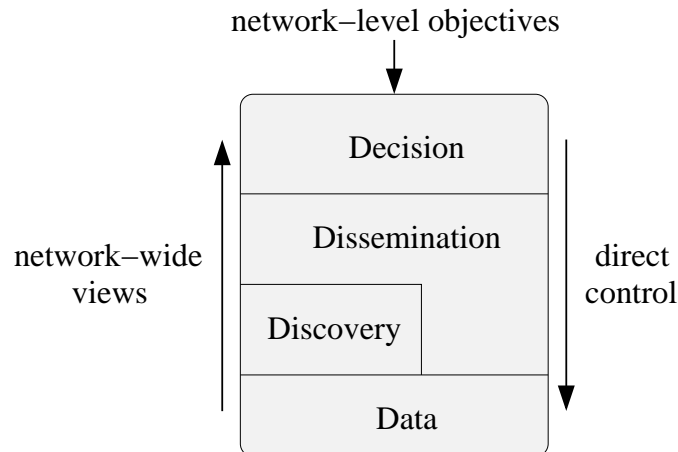 network−level objectives
Decision
Dissemination
network−wide
views
direct
control
Discovery
Data